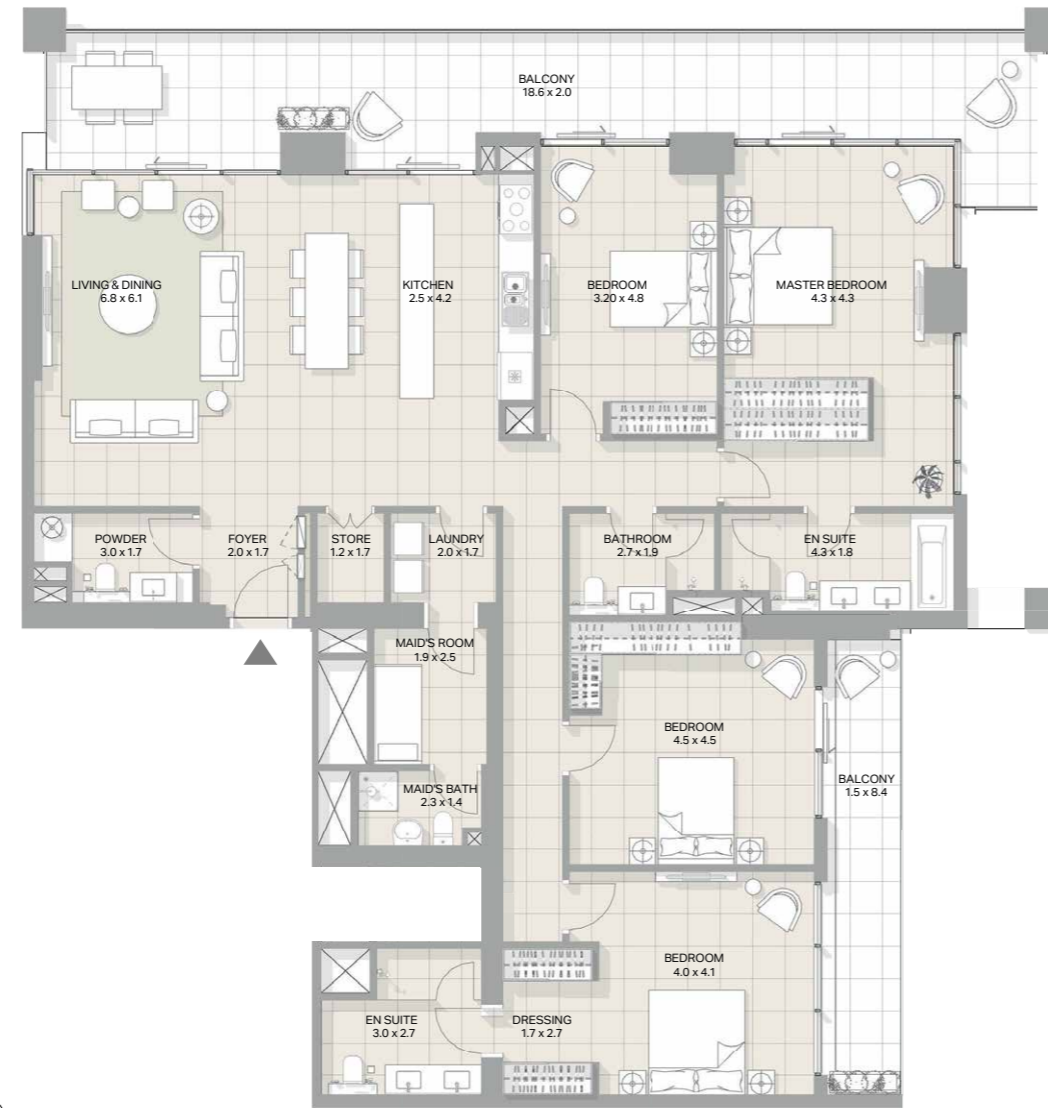 BALCONY
18.6 x 2.0
LIVING & DINING
6.8 x 6.1
KITCHEN
2.5 x 4.2
BEDROOM
3.20 x 4.8
MASTER BEDROOM
4.3 x 4.3
POWDER
3.0 x 1.7
FOYER
2.0 x 1.7
STORE
1.2 x 1.7
LAUNDRY
2.0 x 1.7
BATHROOM
2.7 x 1.9
EN SUITE
4.3 x 1.8
MAID'S ROOM
1.9 x 2.5
BEDROOM
4.5 x 4.5
MAID'S BATH
2.3 x 1.4
BALCONY
1.5 x 8.4
BEDROOM
4.0 x 4.1
EN SUITE
3.0 x 2.7
DRESSING
1.7 x 2.7